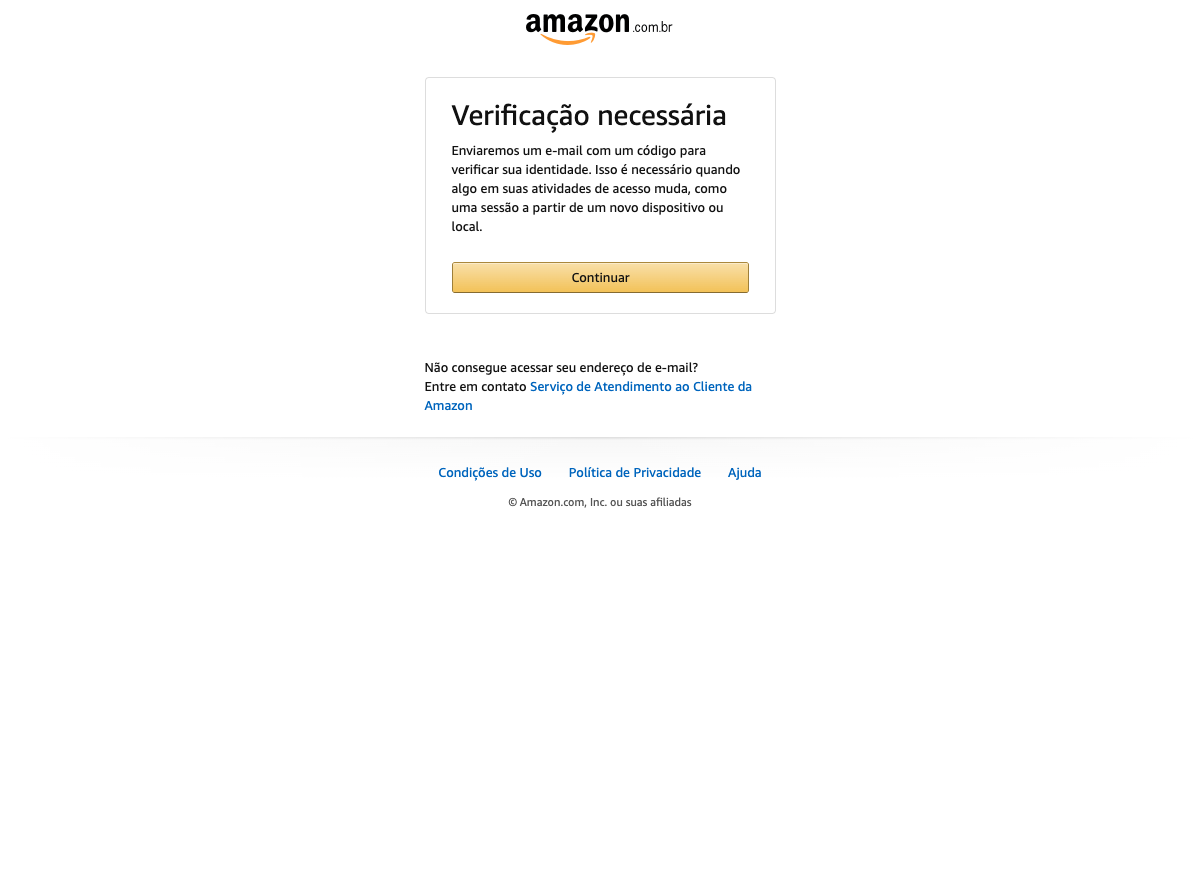 amazon.com.br
Verificação necessária
Enviaremos um e-mail com um código para
verificar sua identidade. Isso é necessário quando
algo em suas atividades de acesso muda, como
uma sessão a partir de um novo dispositivo ou
local.
Continuar
Não consegue acessar seu endereço de e-mail?
Entre em contato Serviço de Atendimento ao Cliente da
Amazon
Condições de Uso Política de Privacidade Ajuda
© Amazon.com, Inc. ou suas afiliadas